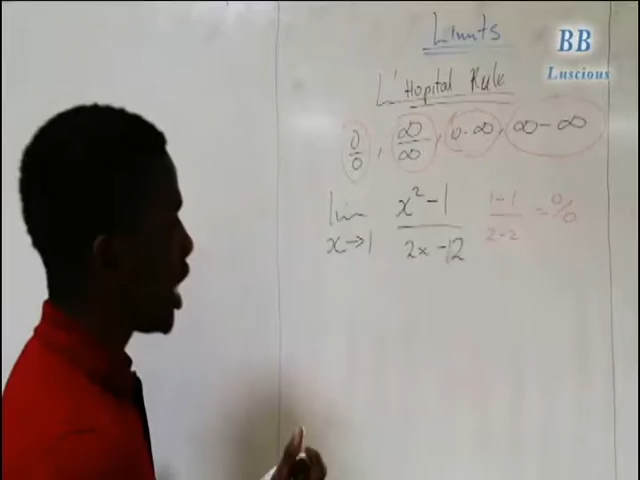 Limits
BB
Luscious
L'Hopital Rule
0/0 , ∞/∞ , 0·∞, ∞-∞
lim x→1 x²-1 / 2x-12 1-1 / 2-2 = 0/0